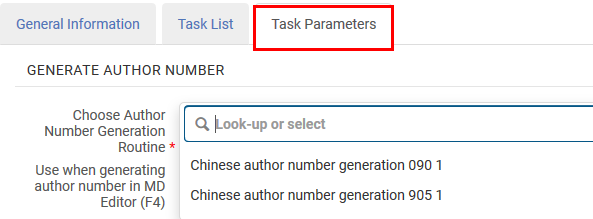 General Information
Task List
Task Parameters
GENERATE AUTHOR NUMBER
Choose Author
Number Generation
Routine *
Look-up or select
Chinese author number generation 090 1
Chinese author number generation 905 1
Use when generating
author number in MD
Editor (F4)